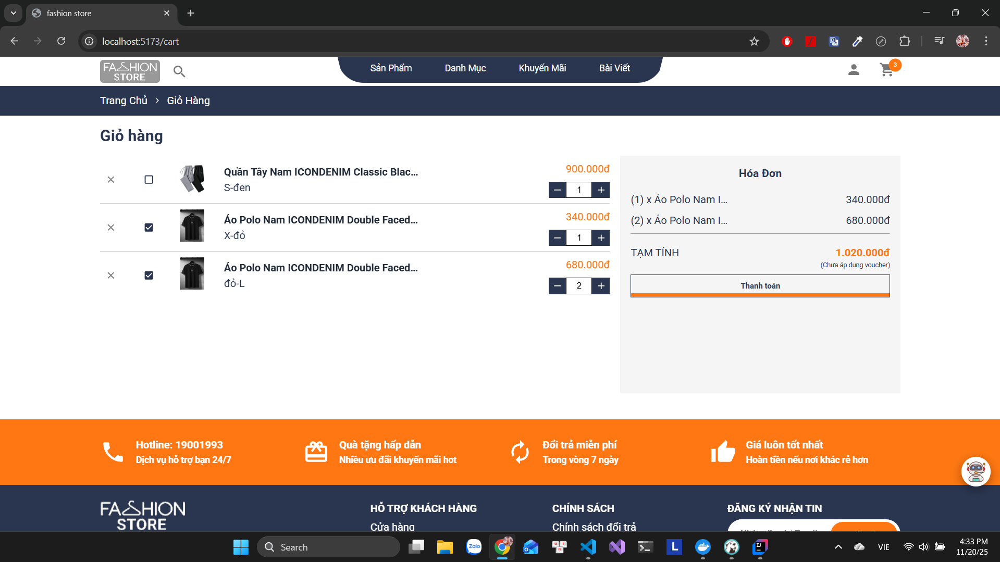 fashion store
localhost:5173/cart
FASHION
STORE
Sản Phẩm
Danh Mục
Khuyến Mãi
Bài Viết
3
Trang Chủ
Giỏ Hàng
Giỏ hàng
Quần Tây Nam ICONDENIM Classic Blac...
S-đen
900.000đ
1
Áo Polo Nam ICONDENIM Double Faced...
X-đỏ
340.000đ
1
Áo Polo Nam ICONDENIM Double Faced...
đỏ-L
680.000đ
2
Hóa Đơn
(1) x Áo Polo Nam I... 340.000đ
(2) x Áo Polo Nam I... 680.000đ
TẠM TÍNH 1.020.000đ
(Chưa áp dụng voucher)
Thanh toán
Hotline: 19001993
Dịch vụ hỗ trợ bạn 24/7
Quà tặng hấp dẫn
Nhiều ưu đãi khuyến mãi hot
Đổi trả miễn phí
Trong vòng 7 ngày
Giá luôn tốt nhất
Hoàn tiền nếu nơi khác rẻ hơn
FASHION
STORE
HỖ TRỢ KHÁCH HÀNG
Cửa hàng
CHÍNH SÁCH
Chính sách đổi trả
ĐĂNG KÝ NHẬN TIN
Search
Zalo
L
VIE
4:33 PM
11/20/25